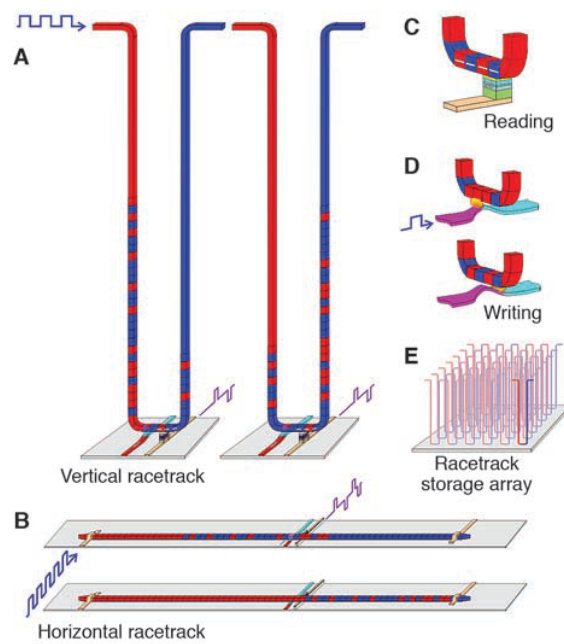 A
C
Reading
D
Writing
E
Racetrack
storage array
Vertical racetrack
B
Horizontal racetrack